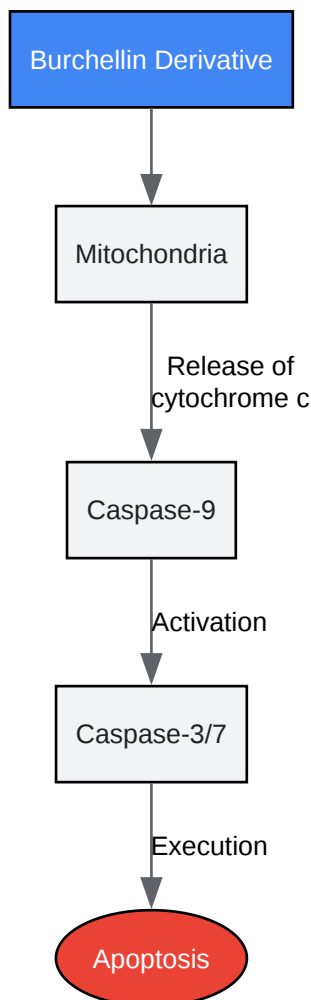 Burchellin Derivative
Mitochondria
Release of
cytochrome c
Caspase-9
Activation
Caspase-3/7
Execution
Apoptosis